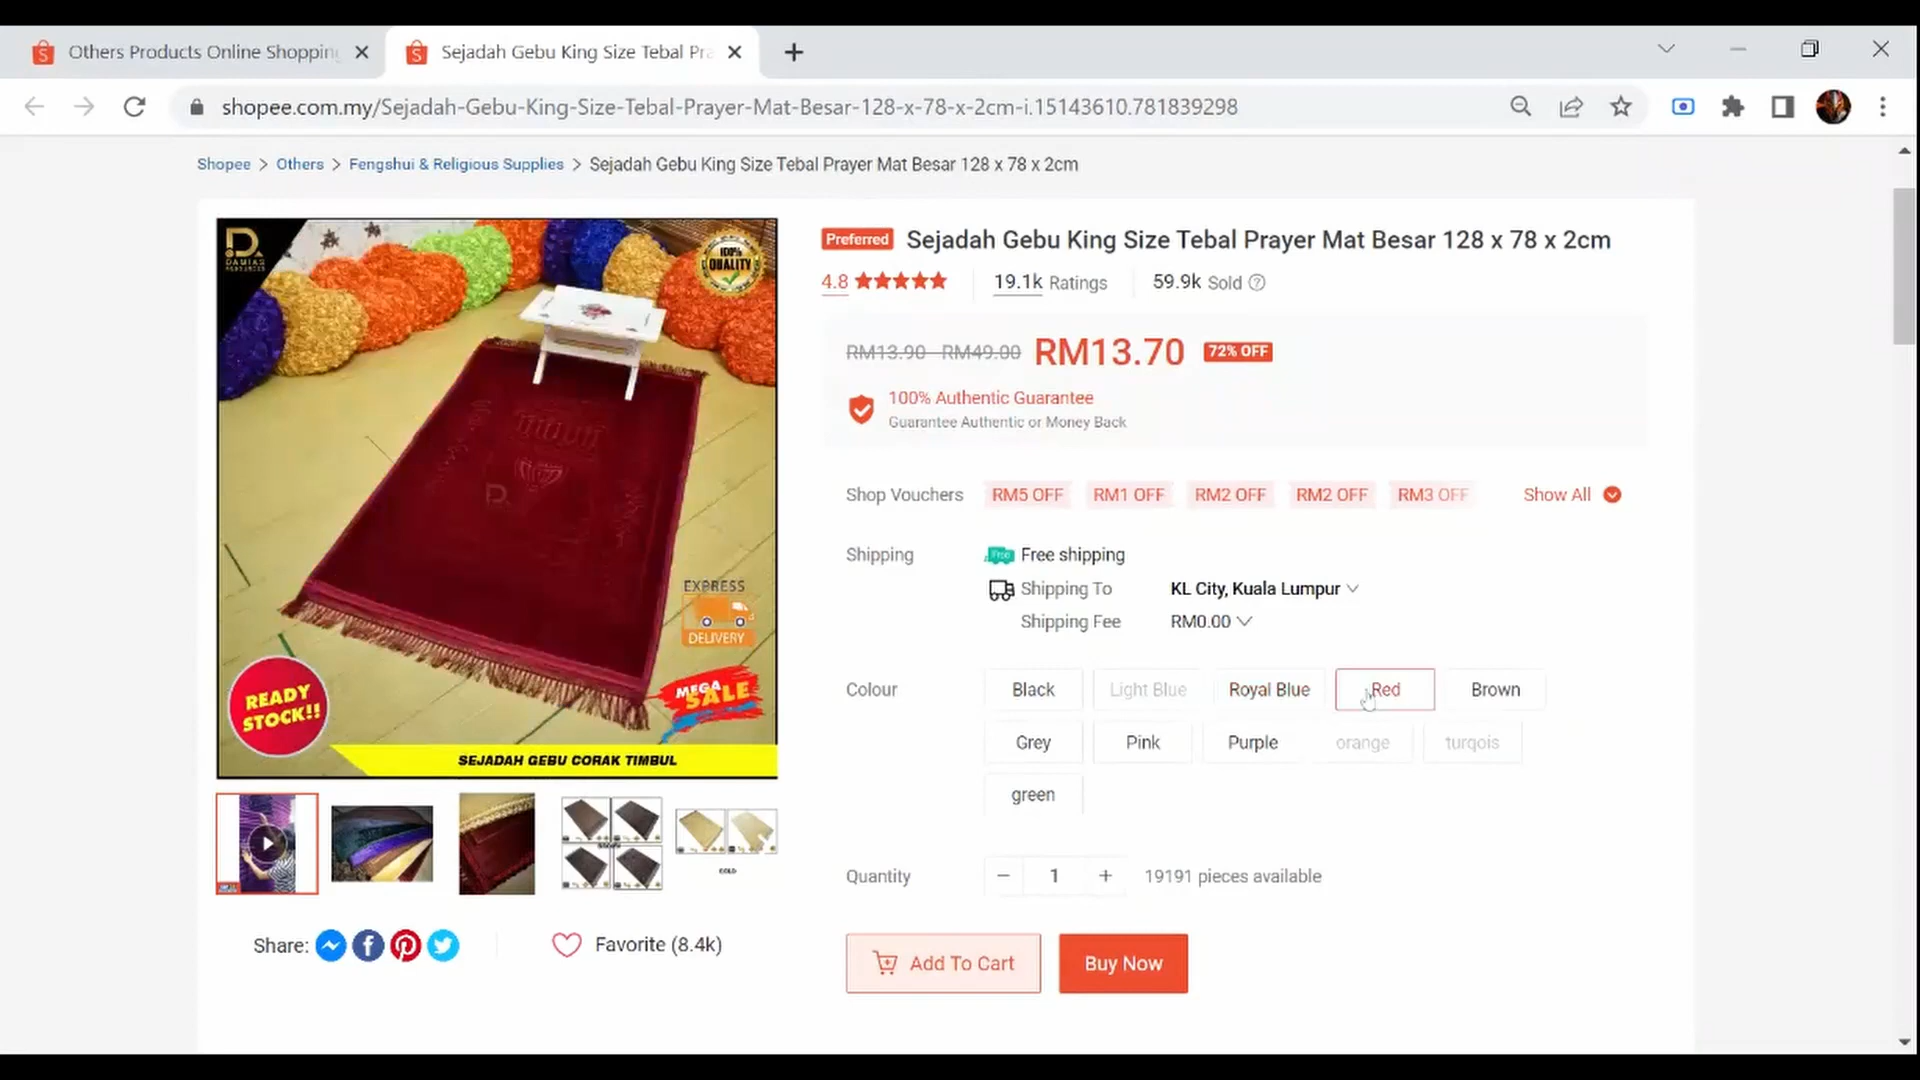 Others Products Online Shopping
Sejadah Gebu King Size Tebal Pra
shopee.com.my/Sejadah-Gebu-King-Size-Tebal-Prayer-Mat-Besar-128-x-78-x-2cm-i.15143610.781839298
Shopee > Others > Fengshui & Religious Supplies > Sejadah Gebu King Size Tebal Prayer Mat Besar 128 x 78 x 2cm
D.
DAMIAS
RESOURCES
100%
QUALITY
D.
EXPRESS
DELIVERY
READY
STOCK!!
MEGA
SALE
SEJADAH GEBU CORAK TIMBUL
GOLD
Share:
Favorite (8.4k)
Preferred Sejadah Gebu King Size Tebal Prayer Mat Besar 128 x 78 x 2cm
4.8 19.1k Ratings 59.9k Sold ?
RM13.90 - RM49.00 RM13.70 72% OFF
100% Authentic Guarantee
Guarantee Authentic or Money Back
Shop Vouchers RM5 OFF RM1 OFF RM2 OFF RM2 OFF RM3 OFF Show All
Shipping Free Free shipping
Shipping To KL City, Kuala Lumpur
Shipping Fee RM0.00
Colour Black Light Blue Royal Blue Red Brown
Grey Pink Purple orange turqois
green
Quantity − 1 + 19191 pieces available
Add To Cart Buy Now